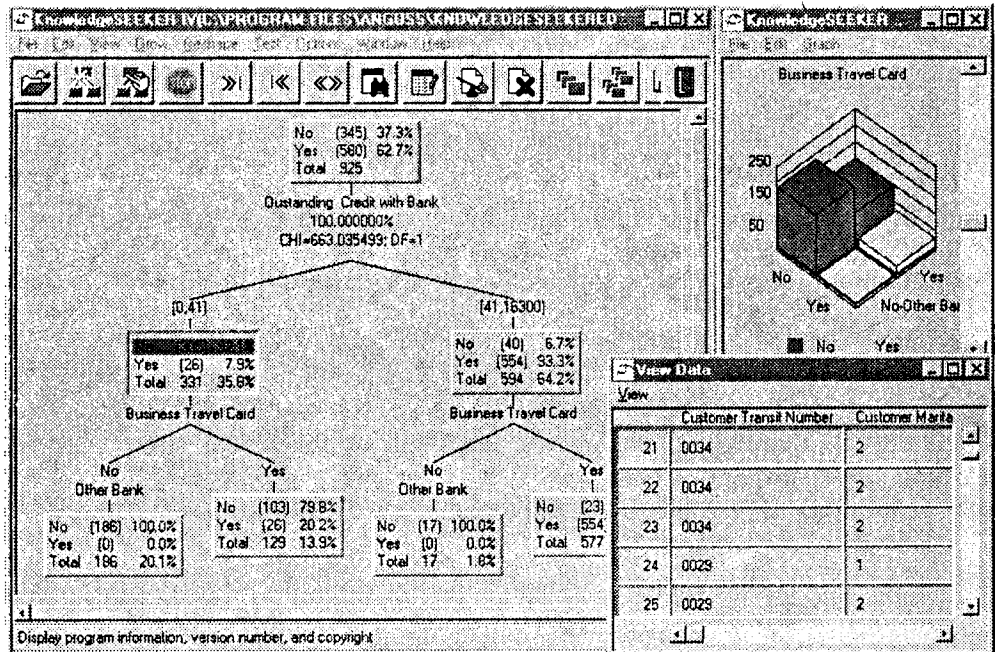 KnowledgeSEEKER IV[C:\PROGRAM FILES\ANGOSS\KNOWLEDGESEEKER\ED
File Edit View Grow Reshape Test Options Window Help
No (345) 37.3%
Yes (580) 62.7%
Total 925
Oustanding Credit with Bank
100.000000%
CHI=663.035493; DF=1
[0,41]
[41,16300]
Yes (26) 7.9%
Total 331 35.8%
No (40) 6.7%
Yes (554) 93.3%
Total 594 64.2%
Business Travel Card
Business Travel Card
No
Other Bank
Yes
No
Other Bank
Yes
No (186) 100.0%
Yes (0) 0.0%
Total 186 20.1%
No (103) 79.8%
Yes (26) 20.2%
Total 129 13.9%
No (17) 100.0%
Yes (0) 0.0%
Total 17 1.8%
No (23)
Yes (554
Total 577
Display program information, version number, and copyright
KnowledgeSEEKER
File Edit Graph
Business Travel Card
250
150
50
No
Yes
Yes
No-Other Ban
No Yes
View Data
View
Customer Transit Number Customer Marita
21 0034 2
22 0034 2
23 0034 2
24 0029 1
25 0029 2